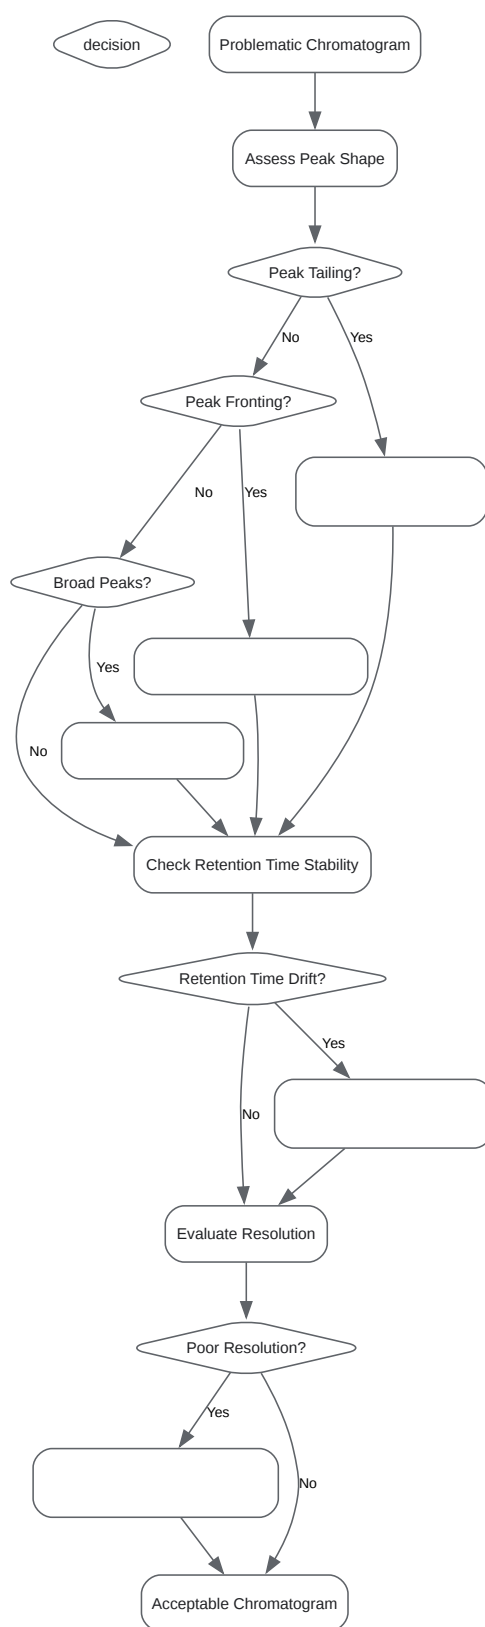 decision
Problematic Chromatogram
Assess Peak Shape
Peak Tailing?
No
Yes
Peak Fronting?
No
Yes
Broad Peaks?
Yes
No
Check Retention Time Stability
Retention Time Drift?
Yes
No
Evaluate Resolution
Poor Resolution?
Yes
No
Acceptable Chromatogram